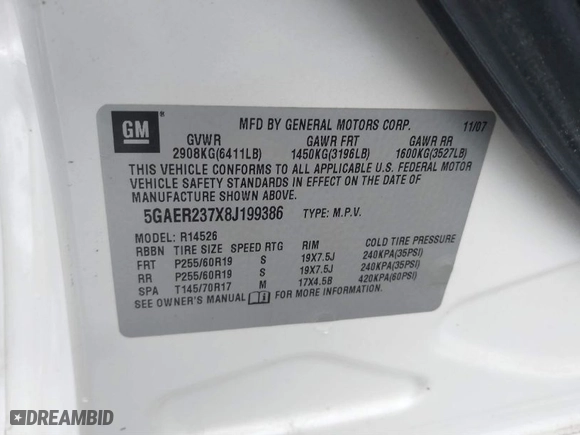 GM
MFD BY GENERAL MOTORS CORP. 11/07
GVWR GAWR FRT GAWR RR
2908KG(6411LB) 1450KG(3196LB) 1600KG(3527LB)
THIS VEHICLE CONFORMS TO ALL APPLICABLE U.S. FEDERAL MOTOR
VEHICLE SAFETY STANDARDS IN EFFECT ON THE DATE OF
MANUFACTURE SHOWN ABOVE.
5GAER237X8J199386 TYPE: M.P.V.
MODEL: R14526
RBBN TIRE SIZE SPEED RTG RIM COLD TIRE PRESSURE
FRT P255/60R19 S 19X7.5J 240KPA(35PSI)
RR P255/60R19 S 19X7.5J 240KPA(35PSI)
SPA T145/70R17 M 17X4.5B 420KPA(60PSI)
SEE OWNER'S MANUAL FOR MORE INFORMATION.
DREAMBID